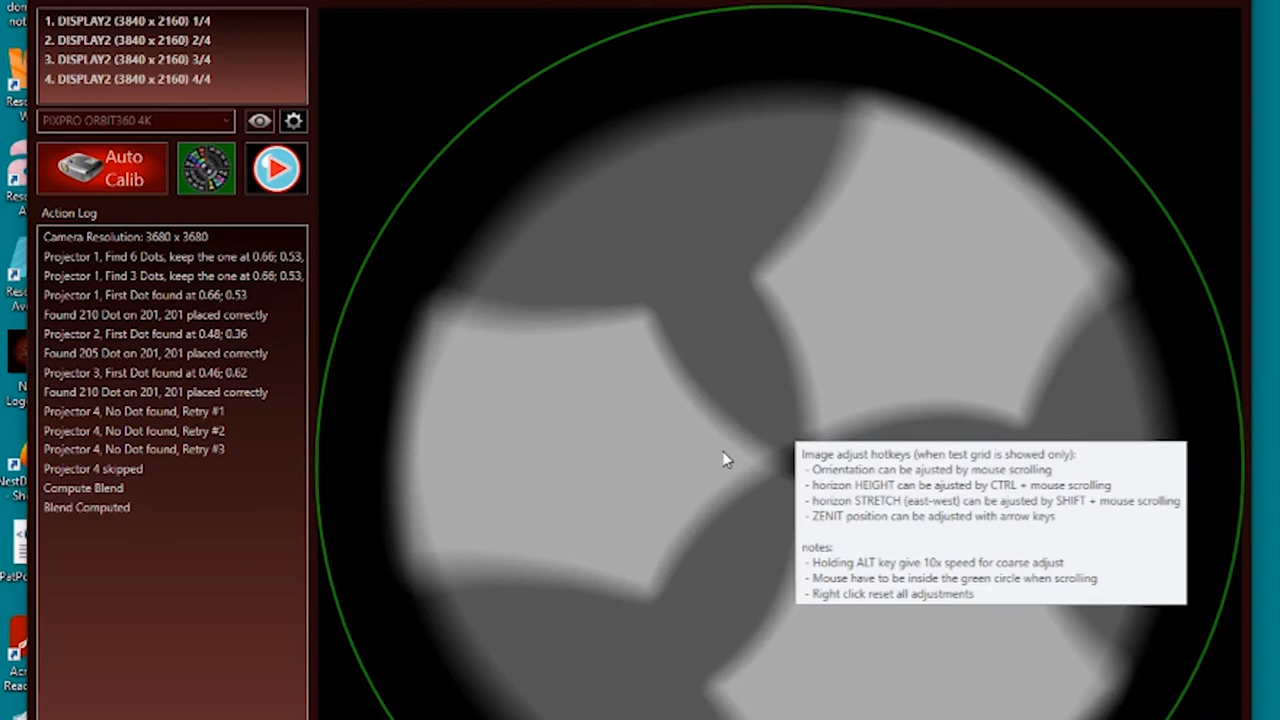 1. DISPLAY2 (3840 x 2160) 1/4
2. DISPLAY2 (3840 x 2160) 2/4
3. DISPLAY2 (3840 x 2160) 3/4
4. DISPLAY2 (3840 x 2160) 4/4
PIXPRO ORBIT360 4K
Auto
Calib
Action Log
Camera Resolution: 3680 x 3680
Projector 1, Find 6 Dots, keep the one at 0.66; 0.53,
Projector 1, Find 3 Dots, keep the one at 0.66; 0.53,
Projector 1, First Dot found at 0.66; 0.53
Found 210 Dot on 201, 201 placed correctly
Projector 2, First Dot found at 0.48; 0.36
Found 205 Dot on 201, 201 placed correctly
Projector 3, First Dot found at 0.46; 0.62
Found 210 Dot on 201, 201 placed correctly
Projector 4, No Dot found, Retry #1
Projector 4, No Dot found, Retry #2
Projector 4, No Dot found, Retry #3
Projector 4 skipped
Compute Blend
Blend Computed
Image adjust hotkeys (when test grid is showed only):
- Orrientation can be ajusted by mouse scrolling
- horizon HEIGHT can be ajusted by CTRL + mouse scrolling
- horizon STRETCH (east-west) can be ajusted by SHIFT + mouse scrolling
- ZENIT position can be adjusted with arrow keys
notes:
- Holding ALT key give 10x speed for coarse adjust
- Mouse have to be inside the green circle when scrolling
- Right click reset all adjustments